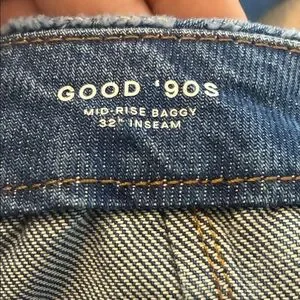 GOOD '90S
MID-RISE BAGGY
32" INSEAM